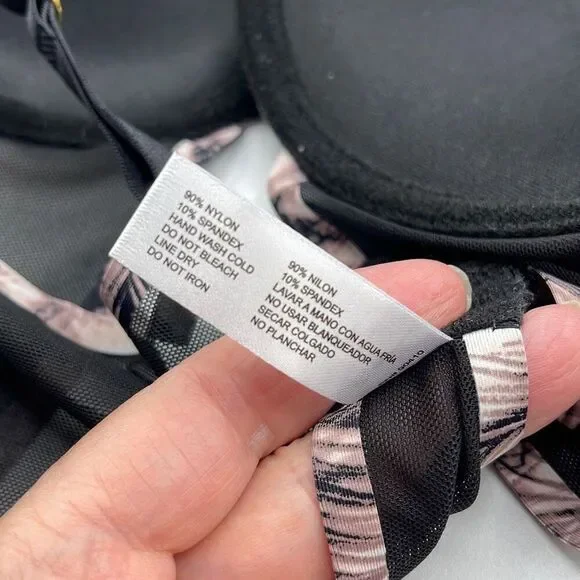 90% NYLON
10% SPANDEX
HAND WASH COLD
DO NOT BLEACH
LINE DRY
DO NOT IRON
90% NILON
10% SPANDEX
LAVAR A MANO CON AGUA FRÍA
NO USAR BLANQUEADOR
SECAR COLGADO
NO PLANCHAR